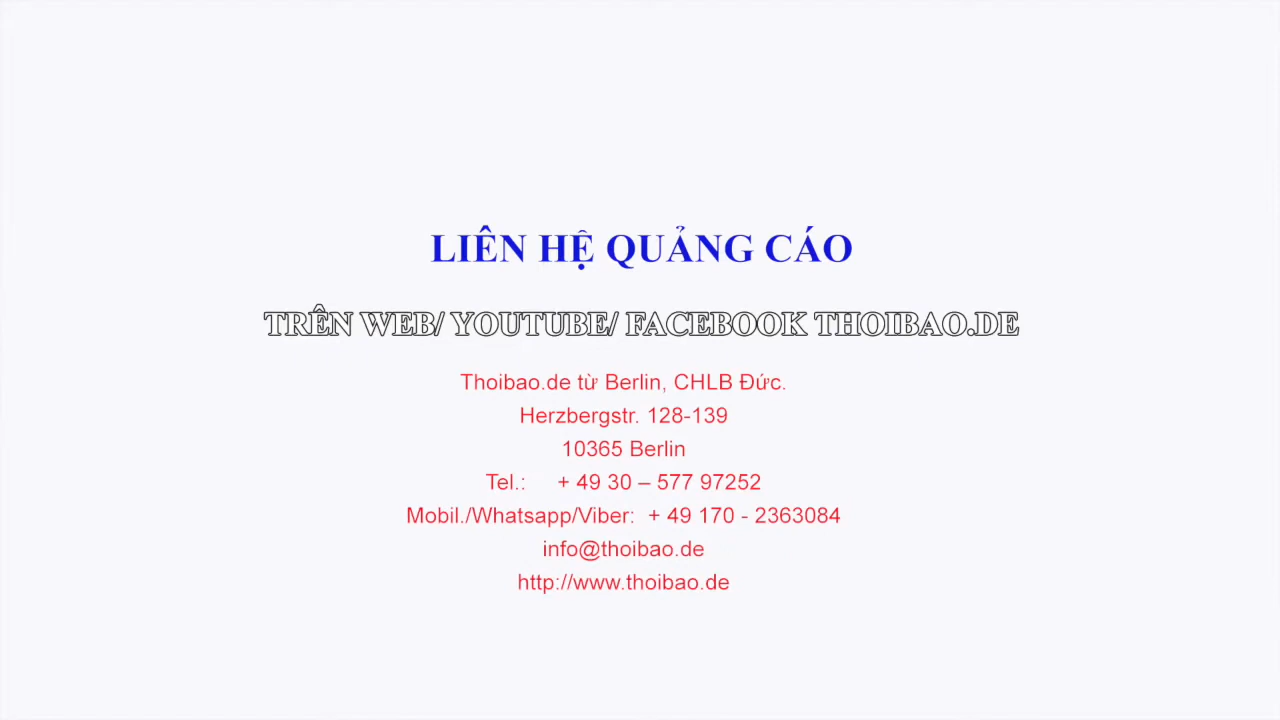 LIÊN HỆ QUẢNG CÁO
TRÊN WEB/ YOUTUBE/ FACEBOOK THOIBAO.DE
Thoibao.de từ Berlin, CHLB Đức.
Herzbergstr. 128-139
10365 Berlin
Tel.: + 49 30 – 577 97252
Mobil./Whatsapp/Viber: + 49 170 - 2363084
info@thoibao.de
http://www.thoibao.de